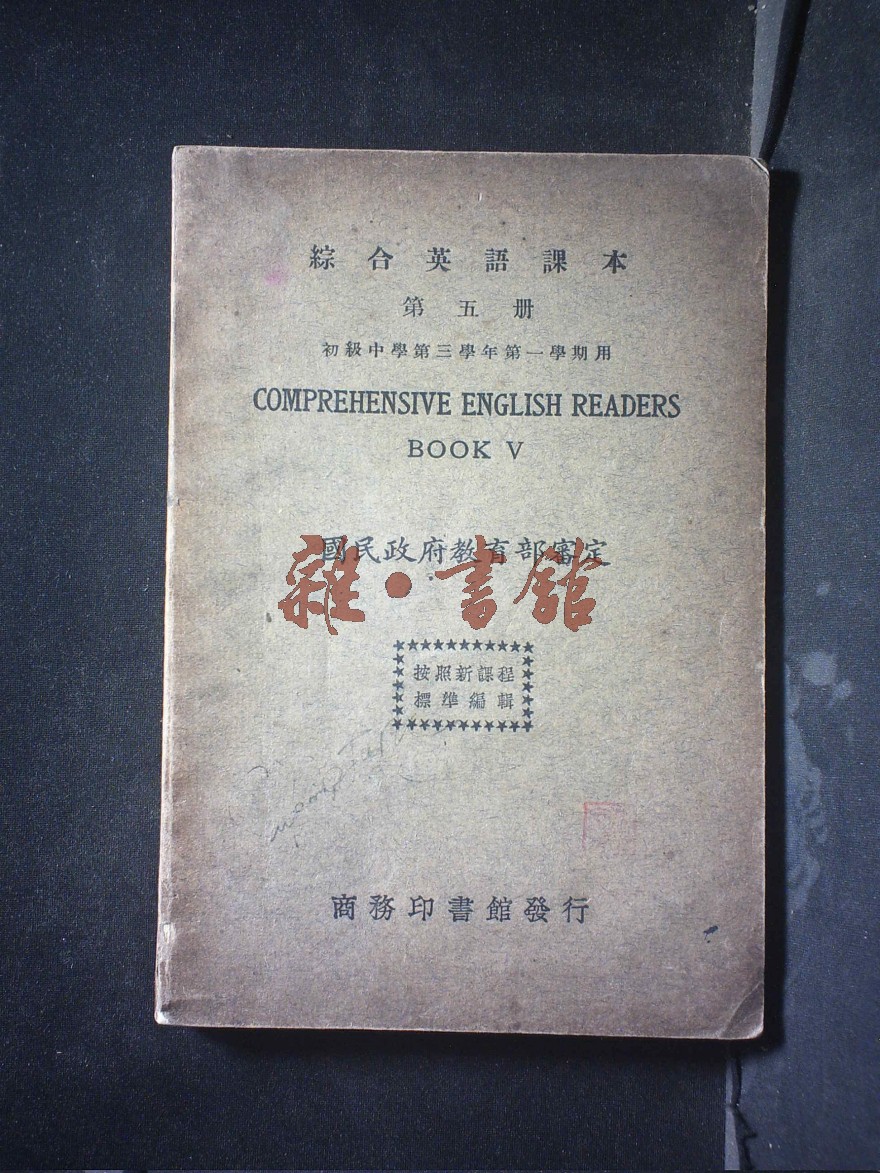 綜合英語課本
第五册
初級中學第三學年第一學期用
COMPREHENSIVE ENGLISH READERS
BOOK V
國民政府教育部審定
雜·書館
按照新課程
標準編輯
商務印書館發行